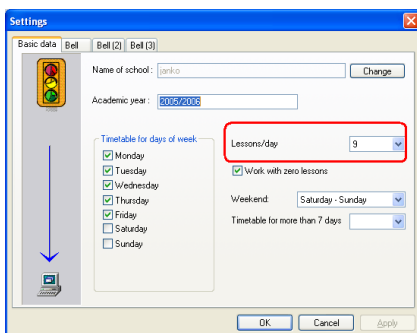 Settings
Basic data Bell Bell (2) Bell (3)
Name of school : janko Change
Academic year : 2005/2006
Timetable for days of week
Monday
Tuesday
Wednesday
Thursday
Friday
Saturday
Sunday
Lessons/day 9
Work with zero lessons
Weekend: Saturday - Sunday
Timetable for more than 7 days
OK Cancel Apply